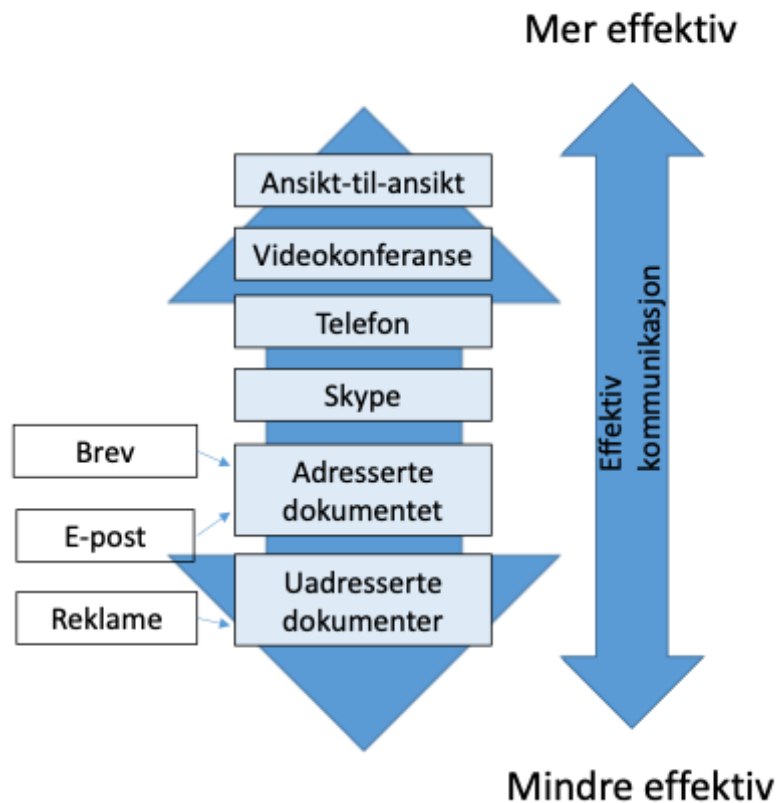 Mer effektiv
Ansikt-til-ansikt
Videokonferanse
Telefon
Skype
Brev
Adresserte
dokumentet
E-post
Uadresserte
dokumenter
Reklame
Effektiv
kommunikasjon
Mindre effektiv